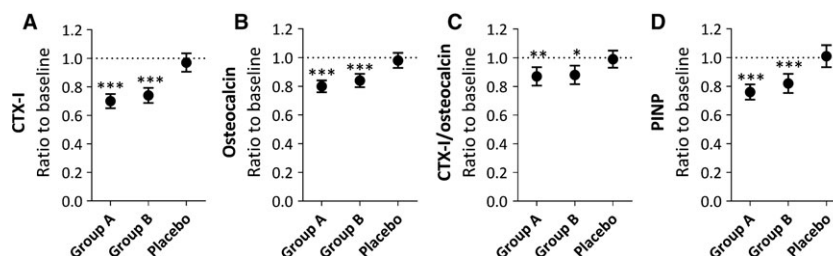 A
CTX-I
Ratio to baseline
1.2
1.0
0.8
0.6
0.4
0.2
0.0
***
***
Group A
Group B
Placebo
B
Osteocalcin
Ratio to baseline
1.2
1.0
0.8
0.6
0.4
0.2
0.0
***
***
Group A
Group B
Placebo
C
CTX-I/osteocalcin
Ratio to baseline
1.2
1.0
0.8
0.6
0.4
0.2
0.0
**
*
Group A
Group B
Placebo
D
PINP
Ratio to baseline
1.2
1.0
0.8
0.6
0.4
0.2
0.0
***
***
Group A
Group B
Placebo